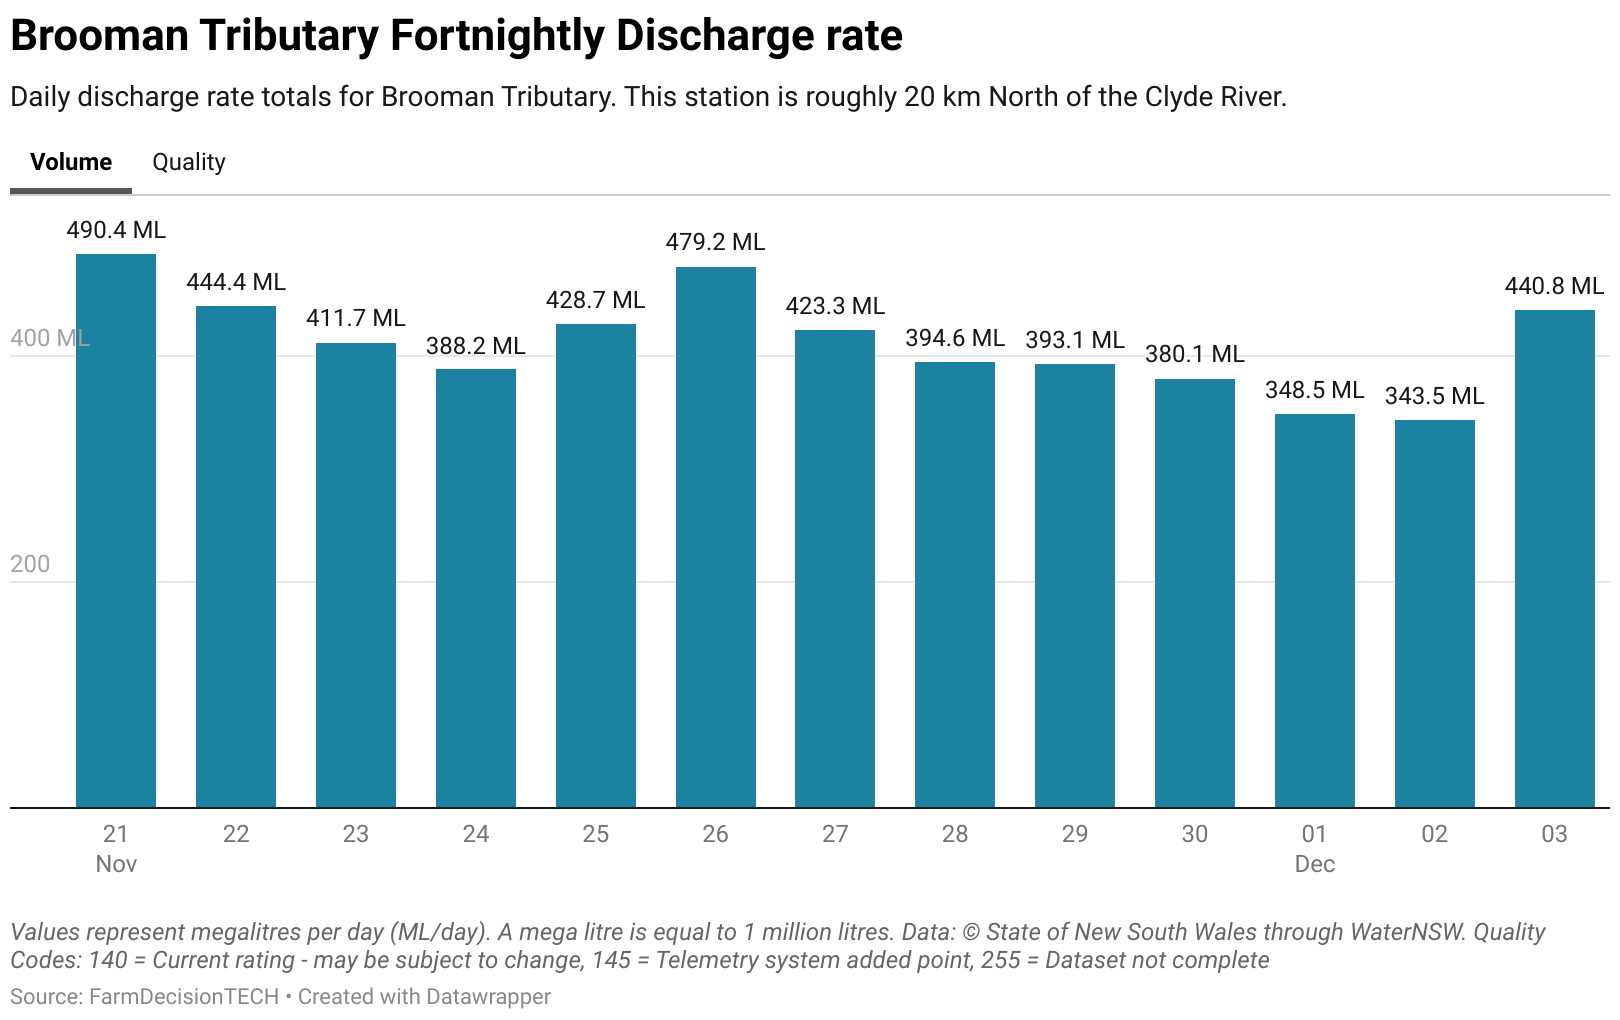 Brooman Tributary Fortnightly Discharge rate
Daily discharge rate totals for Brooman Tributary. This station is roughly 20 km North of the Clyde River.
Volume Quality
490.4 ML
444.4 ML
411.7 ML
388.2 ML
428.7 ML
479.2 ML
423.3 ML
394.6 ML
393.1 ML
380.1 ML
348.5 ML
343.5 ML
440.8 ML
400 ML
200
21 22 23 24 25 26 27 28 29 30 01 02 03
Nov Dec
Values represent megalitres per day (ML/day). A mega litre is equal to 1 million litres. Data: © State of New South Wales through WaterNSW. Quality
Codes: 140 = Current rating - may be subject to change, 145 = Telemetry system added point, 255 = Dataset not complete
Source: FarmDecisionTECH • Created with Datawrapper